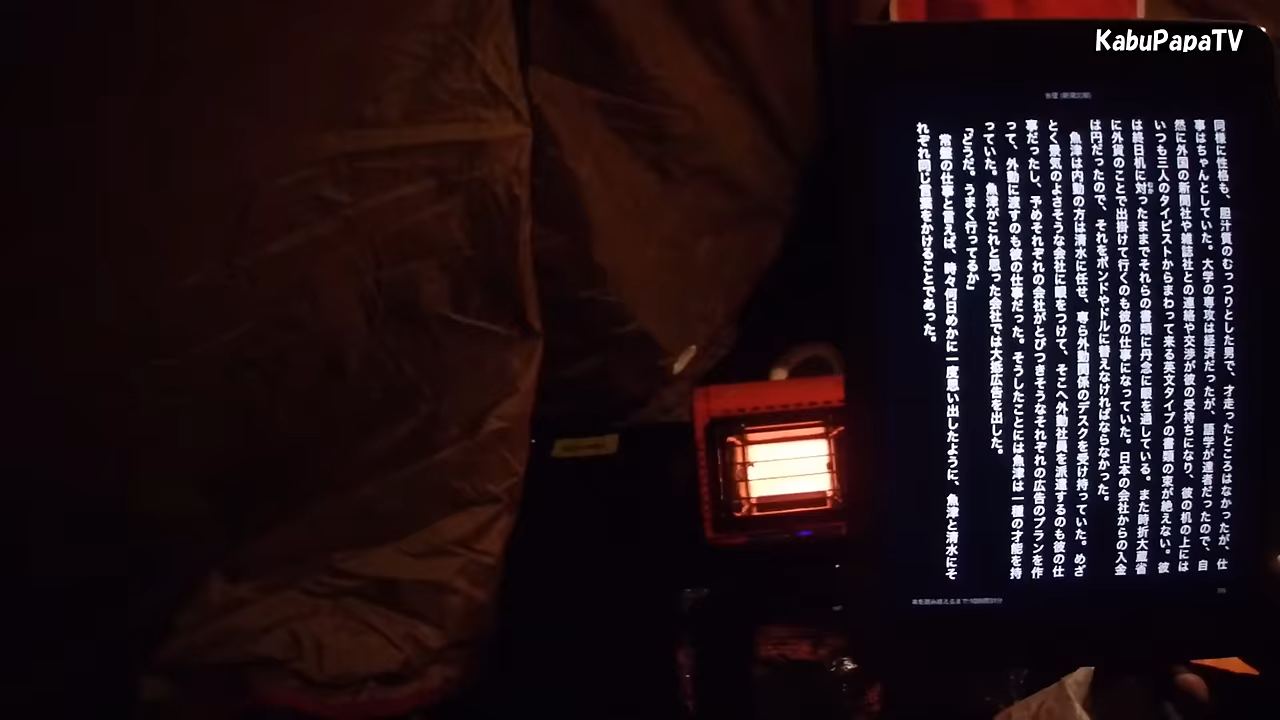 KabuPapaTV
氷壁(新潮文庫)
同様に性格も、胆汁質のむっつりとした男で、才走ったところはなかったが、仕
事はちゃんとしていた。大学の専攻は経済だったが、語学が達者だったので、自
然に外国の新聞社や雑誌社との連絡や交渉が彼の受持ちになり、彼の机の上には
いつも三人のタイピストからまわって来る英文タイプの書類の束が絶えない。彼
は終日机に対ったままでそれらの書類に丹念に眼を通している。また時折大蔵省
むか
に外貨のことで出掛けて行くのも彼の仕事になっていた。日本の会社からの入金
は円だったので、それをポンドやドルに替えなければならなかった。
魚津は内勤の方は清水に任せ、専ら外勤関係のデスクを受け持っていた。めざ
とく景気のよさそうな会社に眼をつけて、そこへ外勤社員を派遣するのも彼の仕
事だったし、予めそれぞれの会社がとびつきそうなそれぞれの広告のプランを作
って、外勤に渡すのも彼の仕事だった。そうしたことには魚津は一種の才能を持
っていた。魚津がこれと思った会社では大抵広告を出した。
「どうだ。うまく行ってるか」
常盤の仕事と言えば、時々何日めかに一度思い出したように、魚津と清水にそ
れぞれ同じ言葉をかけることであった。